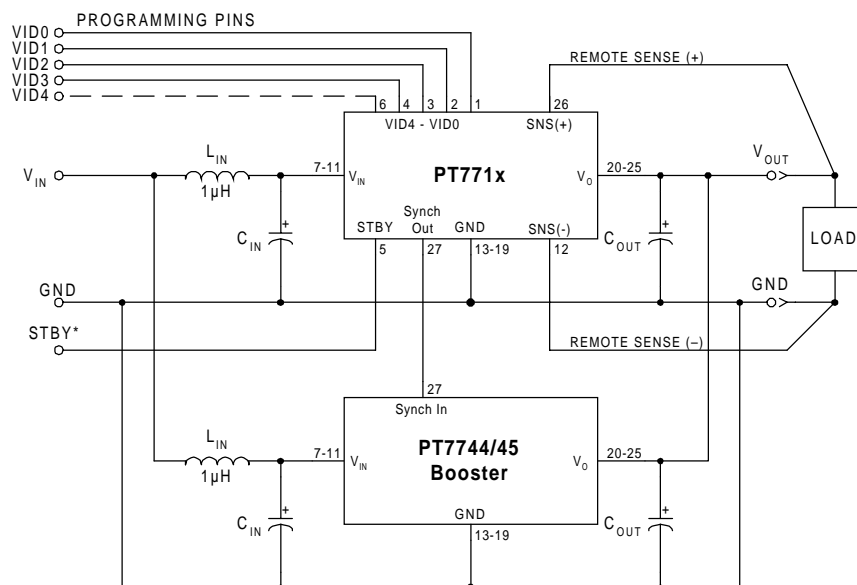 PROGRAMMING PINS
VID0
VID1
VID2
VID3
VID4
REMOTE SENSE (+)
6 4 3 2 1 26
VID4 - VID0 SNS(+)
L_IN
V_IN
1µH
7-11
V_IN
PT771x
V_O
20-25
V_OUT
C_IN
+
STBY
Synch
Out
GND
SNS(-)
5 27 13-19 12
C_OUT
+
LOAD
GND
GND
STBY*
REMOTE SENSE (–)
27
Synch In
L_IN
1µH
7-11
V_IN
PT7744/45
Booster
V_O
20-25
C_IN
+
GND
13-19
C_OUT
+